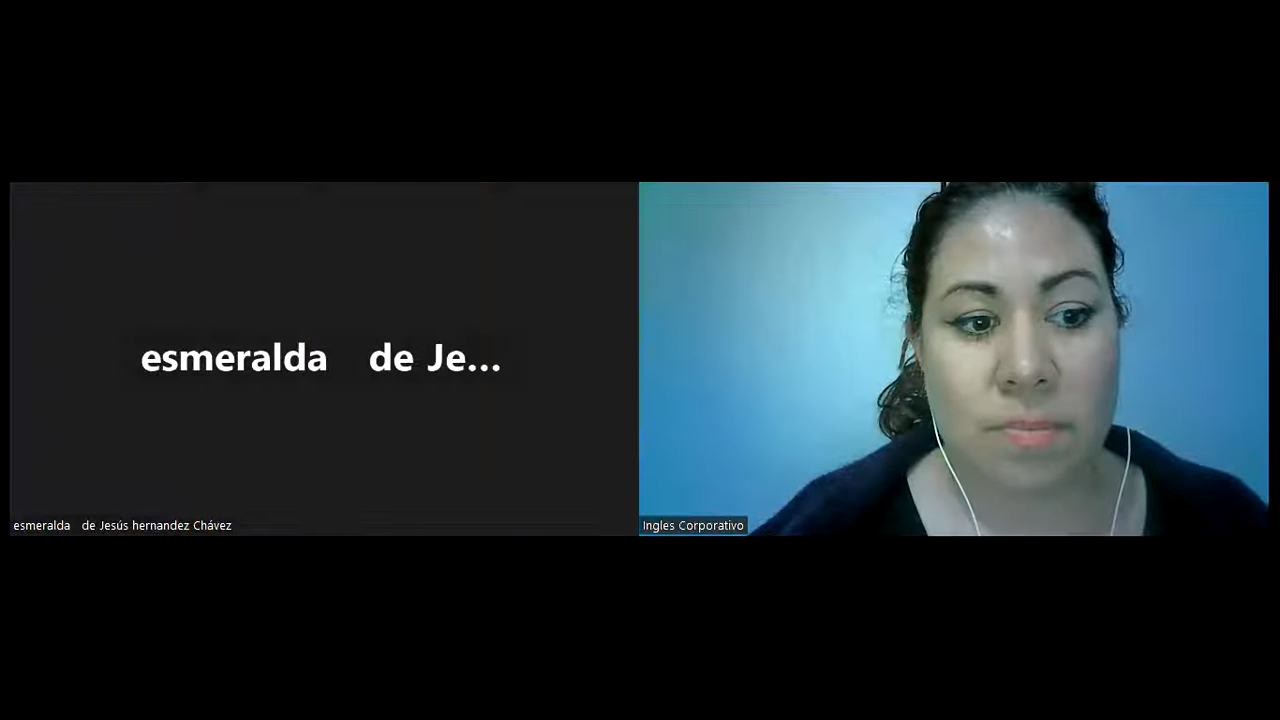 esmeralda de Je...
esmeralda de Jesús hernandez Chávez
Ingles Corporativo